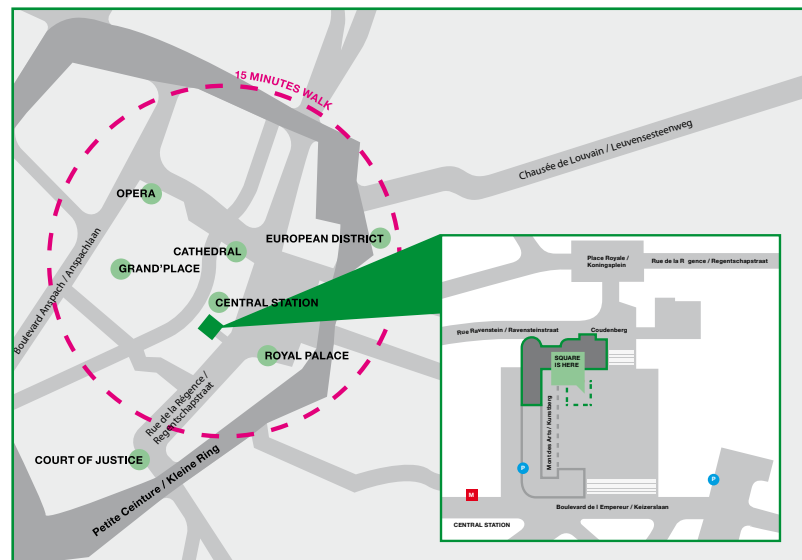 15 MINUTES WALK
Chausée de Louvain / Leuvensesteenweg
OPERA
EUROPEAN DISTRICT
CATHEDRAL
GRAND'PLACE
Boulevard Anspach / Anspachlaan
CENTRAL STATION
ROYAL PALACE
Rue de la Régence /
Regentschapstraat
COURT OF JUSTICE
Petite Ceinture / Kleine Ring
Place Royale /
Koningsplein
Rue de la R gence / Regentschapstraat
Rue Ravenstein / Ravensteinstraat
Coudenberg
SQUARE
IS HERE
Mont des Arts / Kunstberg
P
P
M
Boulevard de l Empereur / Keizerslaan
CENTRAL STATION